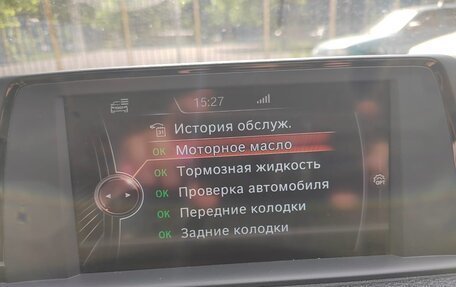 15:27
История обслуж.
OK Моторное масло
OK Тормозная жидкость
OK Проверка автомобиля
OK Передние колодки
OK Задние колодки
OPT